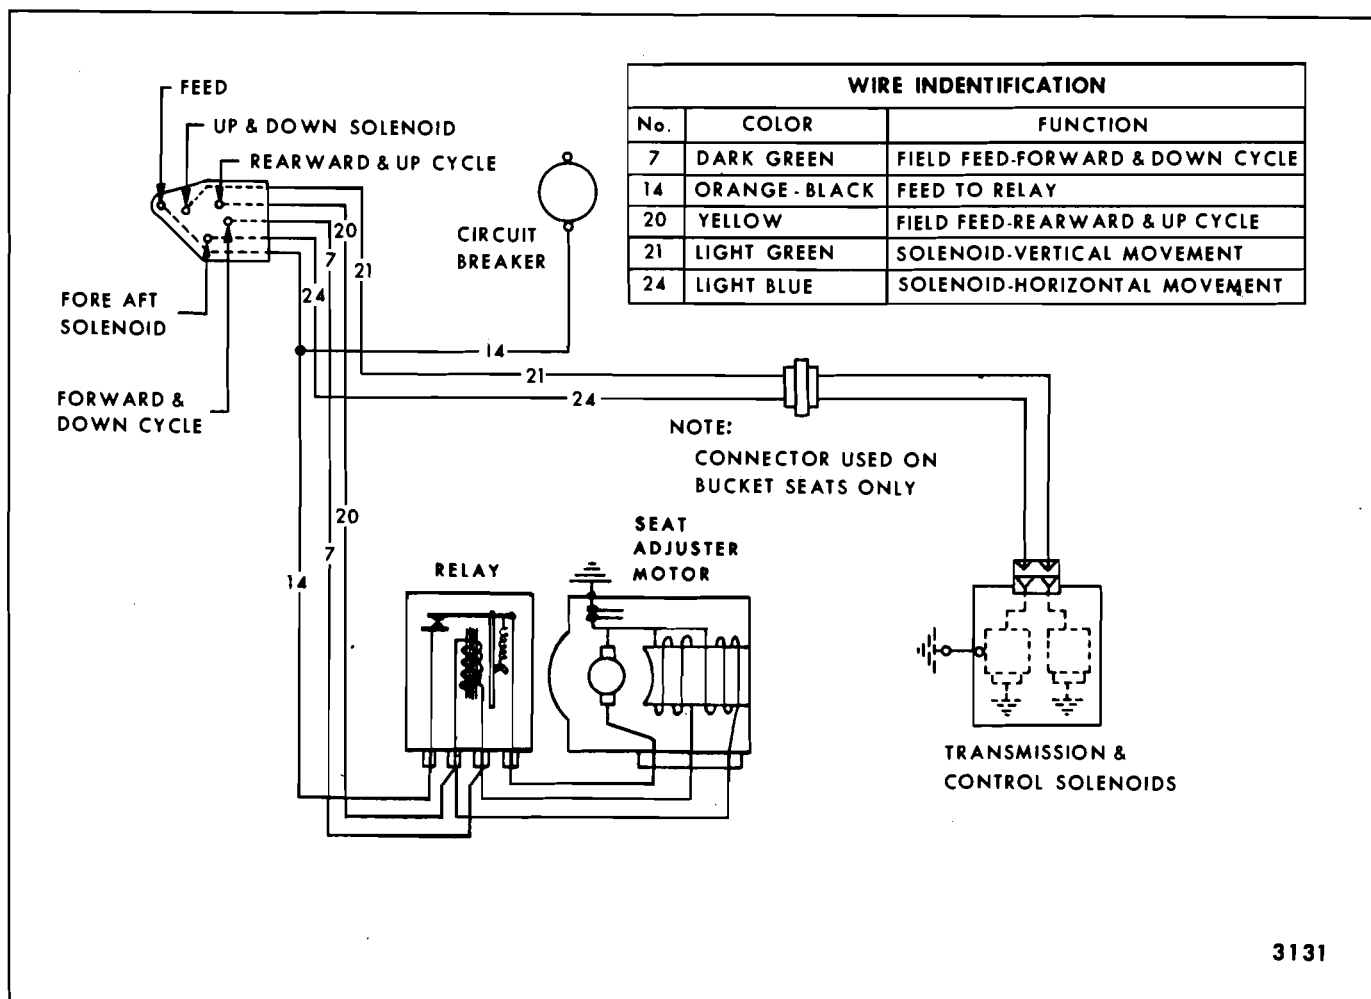 FEED
UP & DOWN SOLENOID
REARWARD & UP CYCLE
FORE AFT
SOLENOID
FORWARD &
DOWN CYCLE
CIRCUIT
BREAKER
WIRE INDENTIFICATION
No. COLOR FUNCTION
7 DARK GREEN FIELD FEED-FORWARD & DOWN CYCLE
14 ORANGE-BLACK FEED TO RELAY
20 YELLOW FIELD FEED-REARWARD & UP CYCLE
21 LIGHT GREEN SOLENOID-VERTICAL MOVEMENT
24 LIGHT BLUE SOLENOID-HORIZONTAL MOVEMENT
20
7
21
24
14
21
24
NOTE:
CONNECTOR USED ON
BUCKET SEATS ONLY
20
7
14
RELAY
SEAT
ADJUSTER
MOTOR
TRANSMISSION &
CONTROL SOLENOIDS
3131